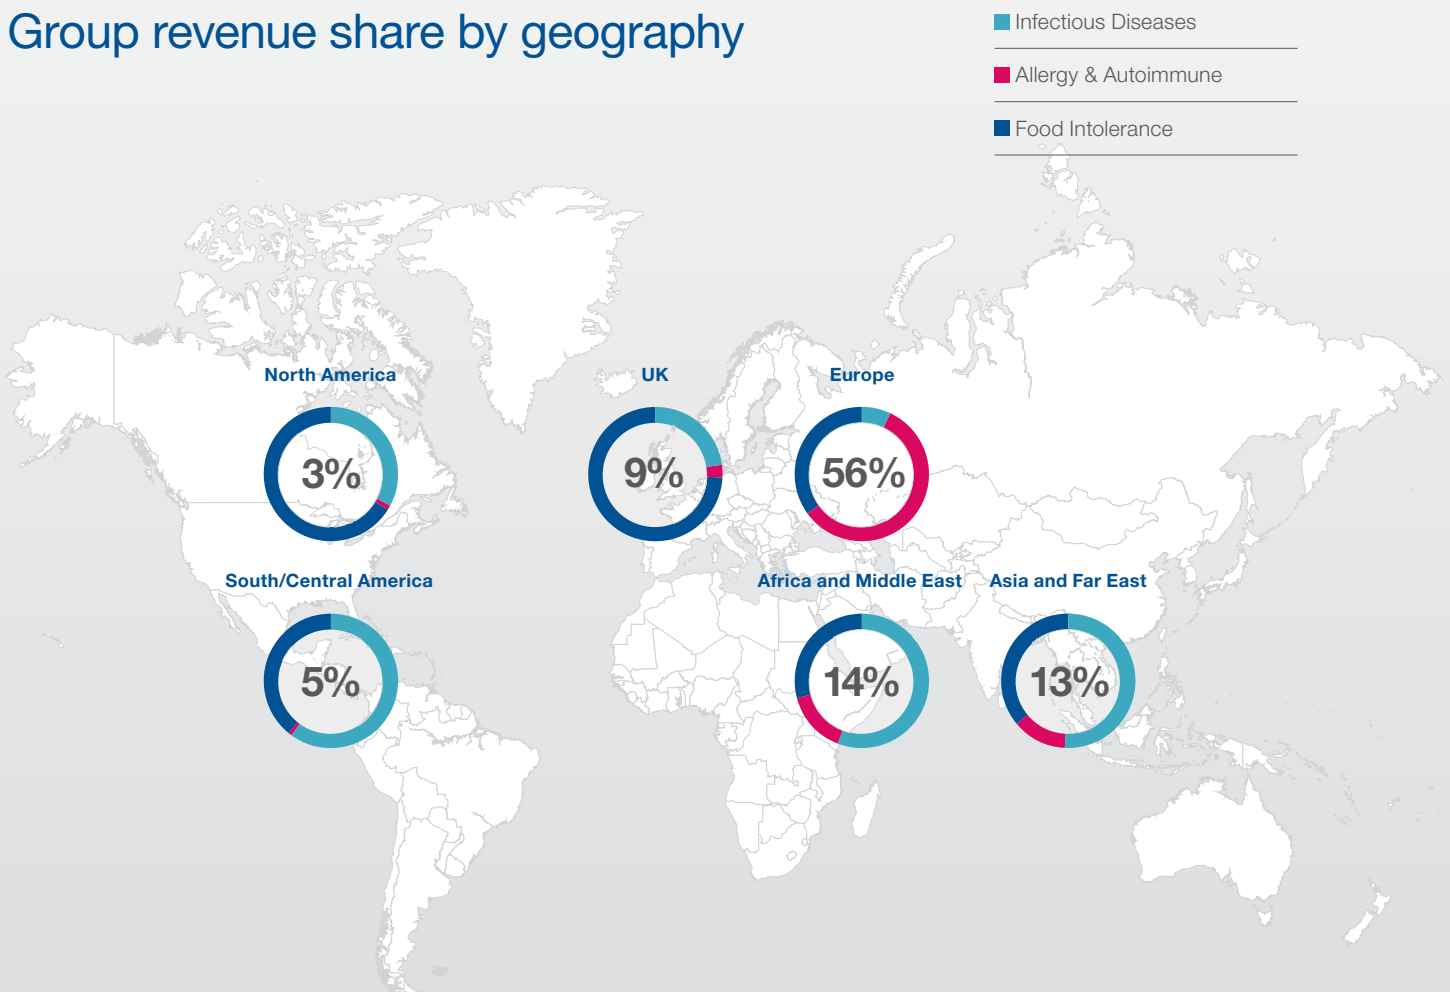 Group revenue share by geography
Infectious Diseases
Allergy & Autoimmune
Food Intolerance
North America
3%
UK
9%
Europe
56%
South/Central America
5%
Africa and Middle East
14%
Asia and Far East
13%